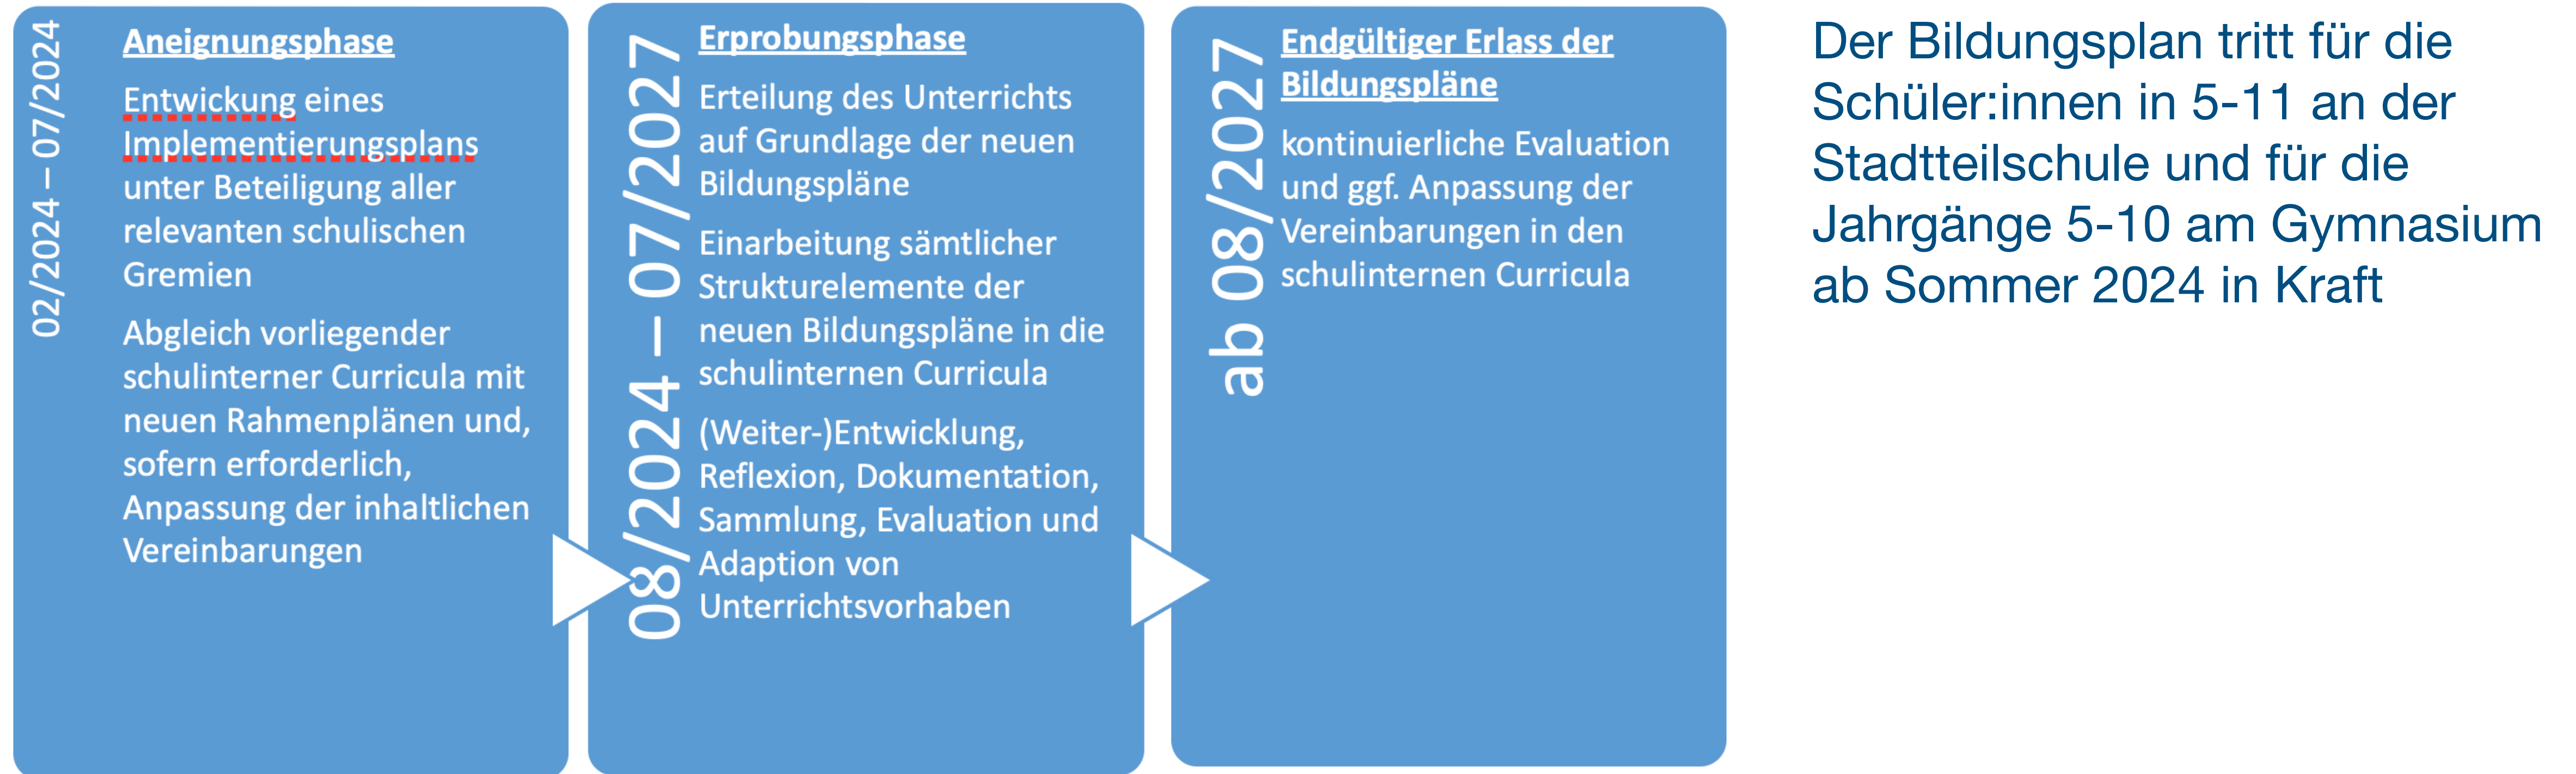 02/2024 – 07/2024
Aneignungsphase
Entwickung eines
Implementierungsplans
unter Beteiligung aller
relevanten schulischen
Gremien
Abgleich vorliegender
schulinterner Curricula mit
neuen Rahmenplänen und,
sofern erforderlich,
Anpassung der inhaltlichen
Vereinbarungen
08/2024 – 07/2027
Erprobungsphase
Erteilung des Unterrichts
auf Grundlage der neuen
Bildungspläne
Einarbeitung sämtlicher
Strukturelemente der
neuen Bildungspläne in die
schulinternen Curricula
(Weiter-)Entwicklung,
Reflexion, Dokumentation,
Sammlung, Evaluation und
Adaption von
Unterrichtsvorhaben
ab 08/2027
Endgültiger Erlass der
Bildungspläne
kontinuierliche Evaluation
und ggf. Anpassung der
Vereinbarungen in den
schulinternen Curricula
Der Bildungsplan tritt für die
Schüler:innen in 5-11 an der
Stadtteilschule und für die
Jahrgänge 5-10 am Gymnasium
ab Sommer 2024 in Kraft